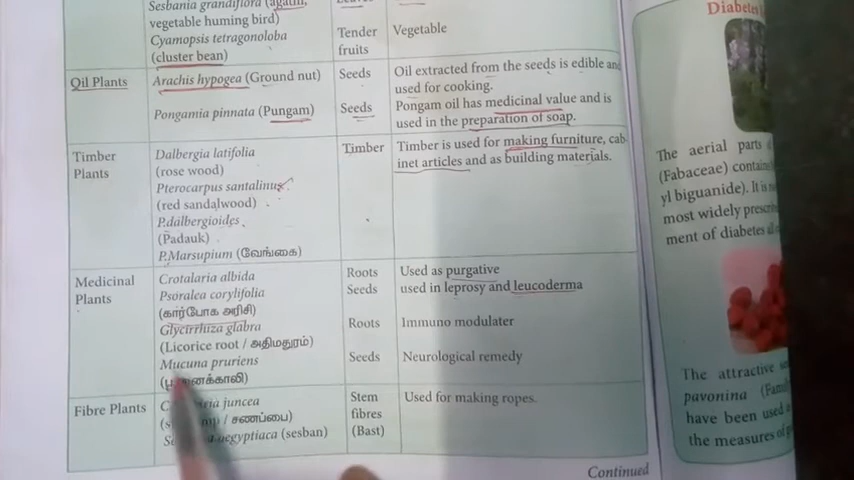 Sesbania grandiflora (agathi,
vegetable huming bird)
Cyamopsis tetragonoloba
(cluster bean)
Tender
fruits
Vegetable
Oil Plants
Arachis hypogea (Ground nut)
Seeds
Oil extracted from the seeds is edible and
used for cooking.
Pongamia pinnata (Pungam)
Seeds
Pongam oil has medicinal value and is
used in the preparation of soap.
Timber
Plants
Dalbergia latifolia
(rose wood)
Pterocarpus santalinus
(red sandalwood)
P.dalbergioides
(Padauk)
P.Marsupium (வேங்கை)
Timber
Timber is used for making furniture, cab
inet articles and as building materials.
Medicinal
Plants
Crotalaria albida
Roots
Used as purgative
Psoralea corylifolia
(கார்போக அரிசி)
Seeds
used in leprosy and leucoderma
Glycirrhiza glabra
(Licorice root / அதிமதுரம்)
Roots
Immuno modulater
Mucuna pruriens
Seeds
Neurological remedy
Fibre Plants
juncea
/ சணப்பை)
aegyptiaca (sesban)
Stem
fibres
(Bast)
Used for making ropes.
Continued
Diabetes
The aerial parts
(Fabaceae) contain
yl biguanide). It is
most widely prescr
ment of diabetes
The attractive
pavonina (Fam
have been used
the measures of